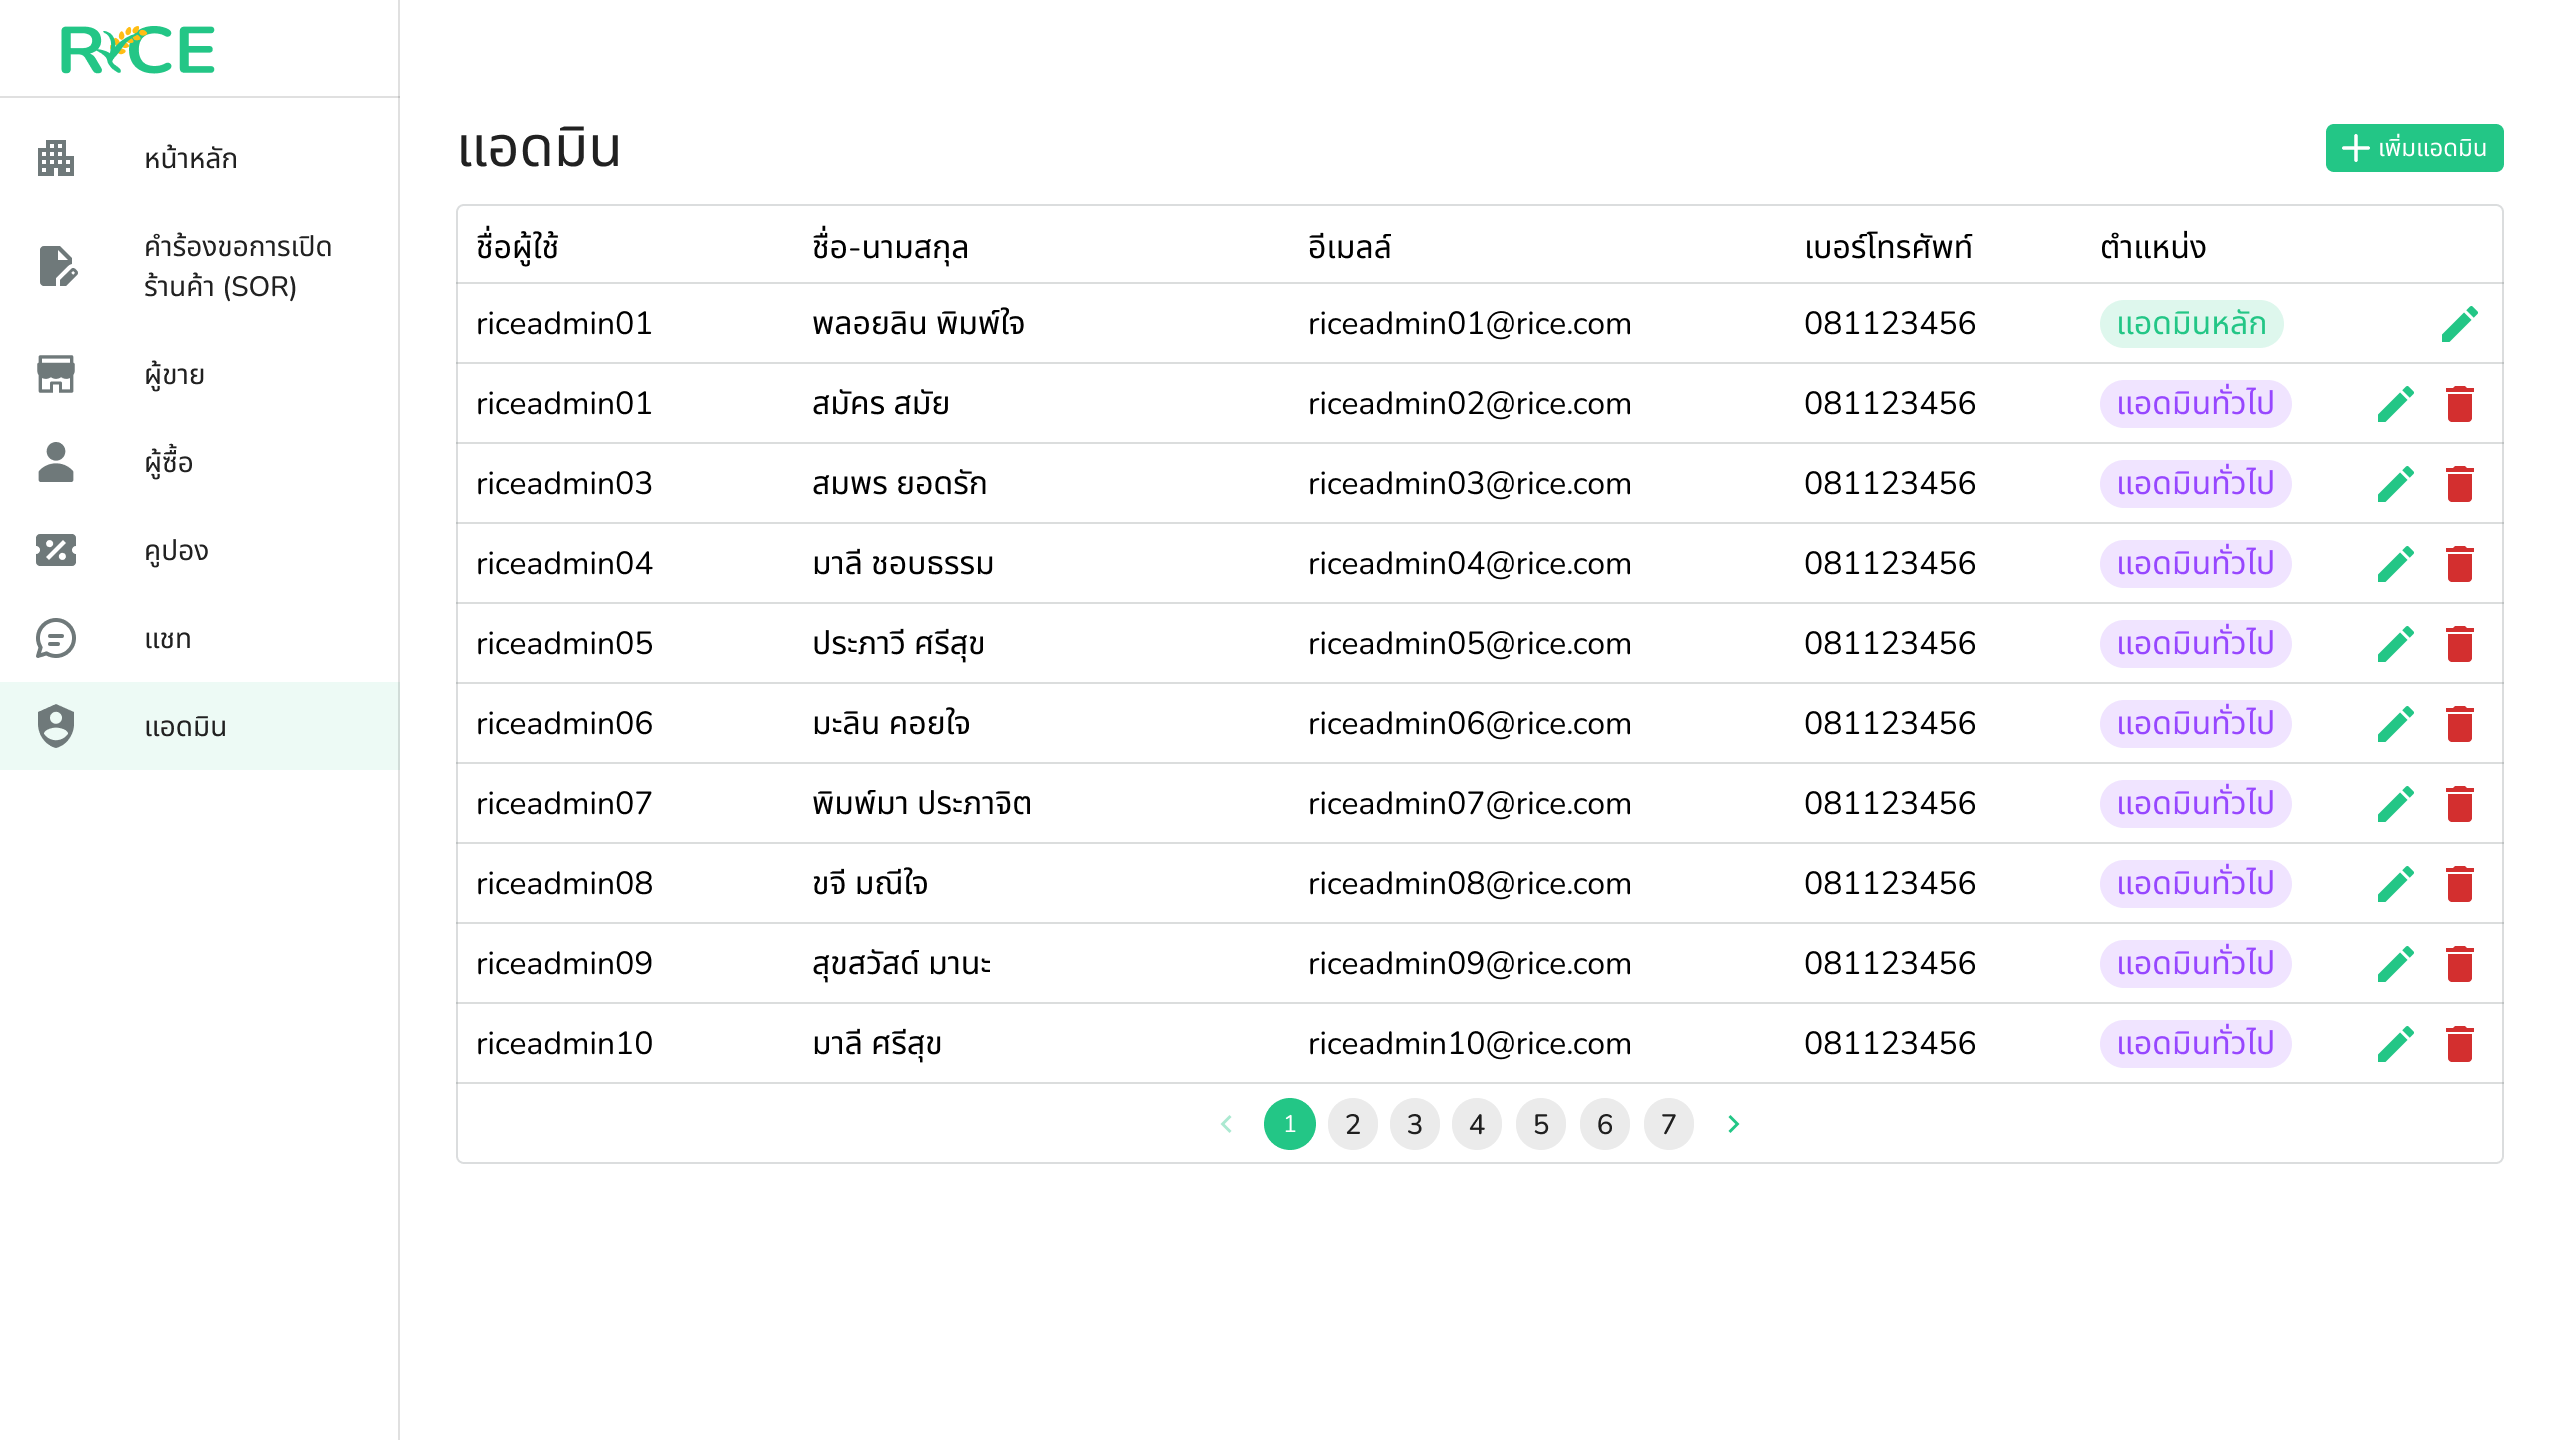 RICE
หน้าหลัก
คำร้องขอการเปิด
ร้านค้า (SOR)
ผู้ขาย
ผู้ซื้อ
คูปอง
แชท
แอดมิน
แอดมิน
เพิ่มแอดมิน
ชื่อผู้ใช้ ชื่อ-นามสกุล อีเมลล์ เบอร์โทรศัพท์ ตำแหน่ง
riceadmin01 พลอยลิน พิมพ์ใจ riceadmin01@rice.com 081123456 แอดมินหลัก
riceadmin01 สมัคร สมัย riceadmin02@rice.com 081123456 แอดมินทั่วไป
riceadmin03 สมพร ยอดรัก riceadmin03@rice.com 081123456 แอดมินทั่วไป
riceadmin04 มาลี ชอบธรรม riceadmin04@rice.com 081123456 แอดมินทั่วไป
riceadmin05 ประภาวี ศรีสุข riceadmin05@rice.com 081123456 แอดมินทั่วไป
riceadmin06 มะลิน คอยใจ riceadmin06@rice.com 081123456 แอดมินทั่วไป
riceadmin07 พิมพ์มา ประภาจิต riceadmin07@rice.com 081123456 แอดมินทั่วไป
riceadmin08 ขจี มณีใจ riceadmin08@rice.com 081123456 แอดมินทั่วไป
riceadmin09 สุขสวัสด์ มานะ riceadmin09@rice.com 081123456 แอดมินทั่วไป
riceadmin10 มาลี ศรีสุข riceadmin10@rice.com 081123456 แอดมินทั่วไป
1 2 3 4 5 6 7